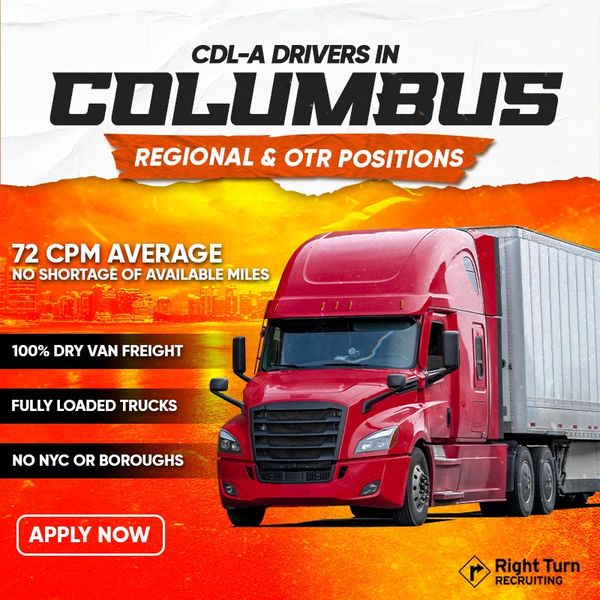 CDL-A DRIVERS IN
COLUMBUS
REGIONAL & OTR POSITIONS
72 CPM AVERAGE
NO SHORTAGE OF AVAILABLE MILES
100% DRY VAN FREIGHT
FULLY LOADED TRUCKS
NO NYC OR BOROUGHS
APPLY NOW
Right Turn
RECRUITING